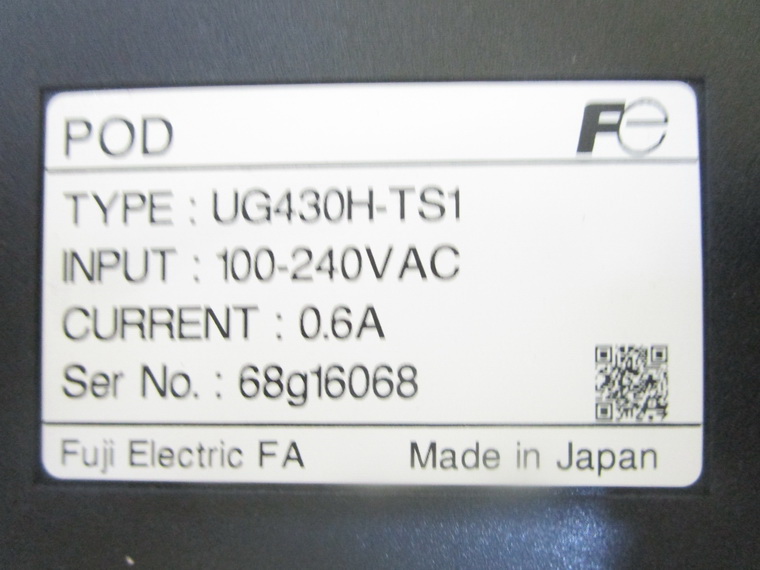 POD Fe
TYPE : UG430H-TS1
INPUT : 100-240VAC
CURRENT : 0.6A
Ser No. : 68g16068
Fuji Electric FA Made in Japan